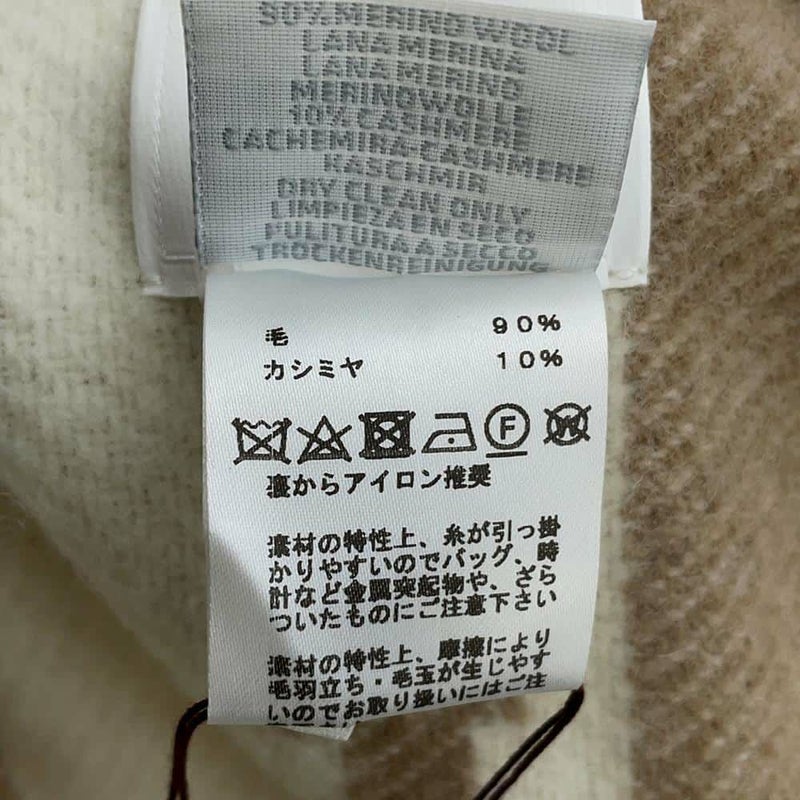 90% MERINO WOOL
LANA MERINA
LANA MERINO
MERINOWOLLE
10% CASHMERE
CACHEMIRA-CASHMERE
KASCHMIR
DRY CLEAN ONLY
LIMPIEZA EN SECO
PULITURA A SECCO
TROCKENREINIGUNG
毛 90%
カシミヤ 10%
F W
裏からアイロン推奨
素材の特性上、糸が引っ掛
かりやすいのでバッグ、時
計など金属突起物や、ざら
ついたものにご注意下さい
素材の特性上、摩擦により
毛羽立ち・毛玉が生じやす
いのでお取り扱いにはご注